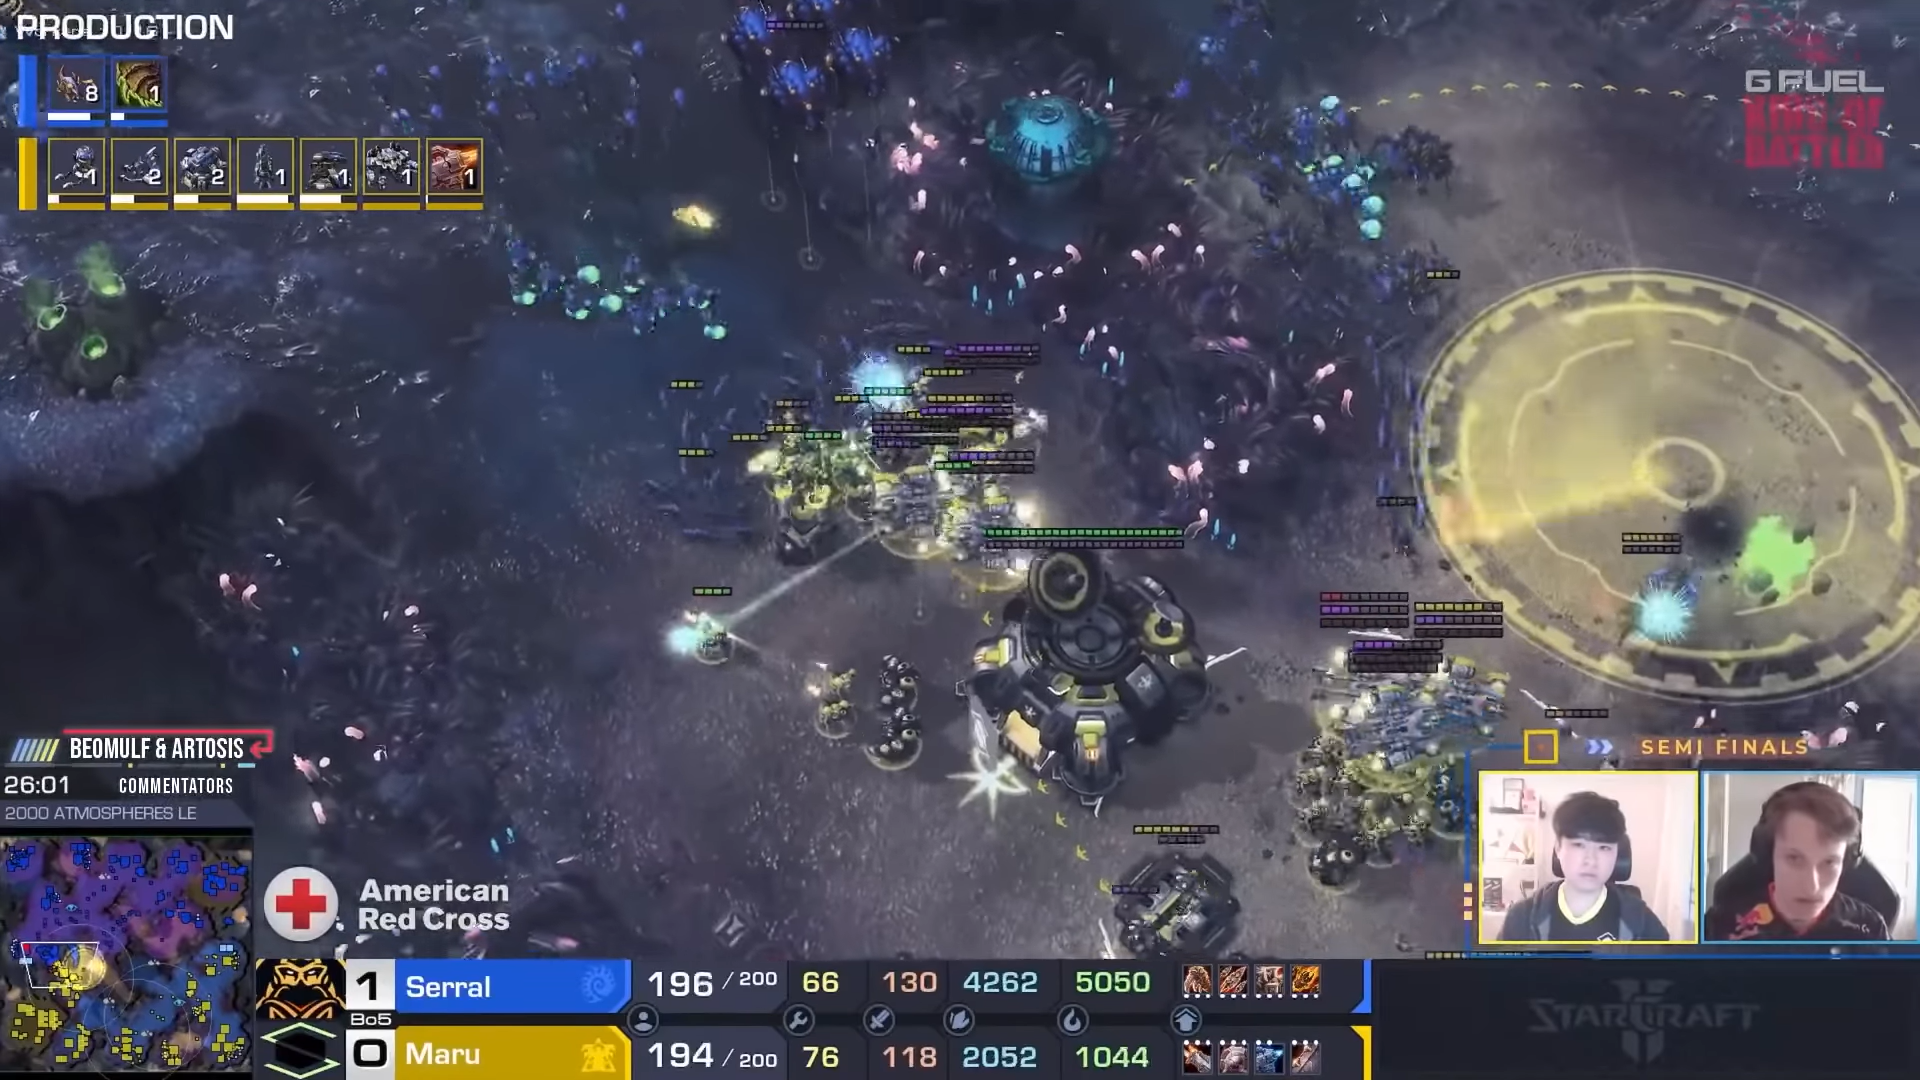 PRODUCTION
8
1
1
2
2
1
1
1
1
G FUEL
KING OF
BATTLES
BEOMULF & ARTOSIS
26:01
COMMENTATORS
2000 ATMOSPHERES LE
SEMI FINALS
American
Red Cross
1
Serral
196 / 200
66
130
4262
5050
Bo5
0
Maru
194 / 200
76
118
2052
1044
STARCRAFT
II